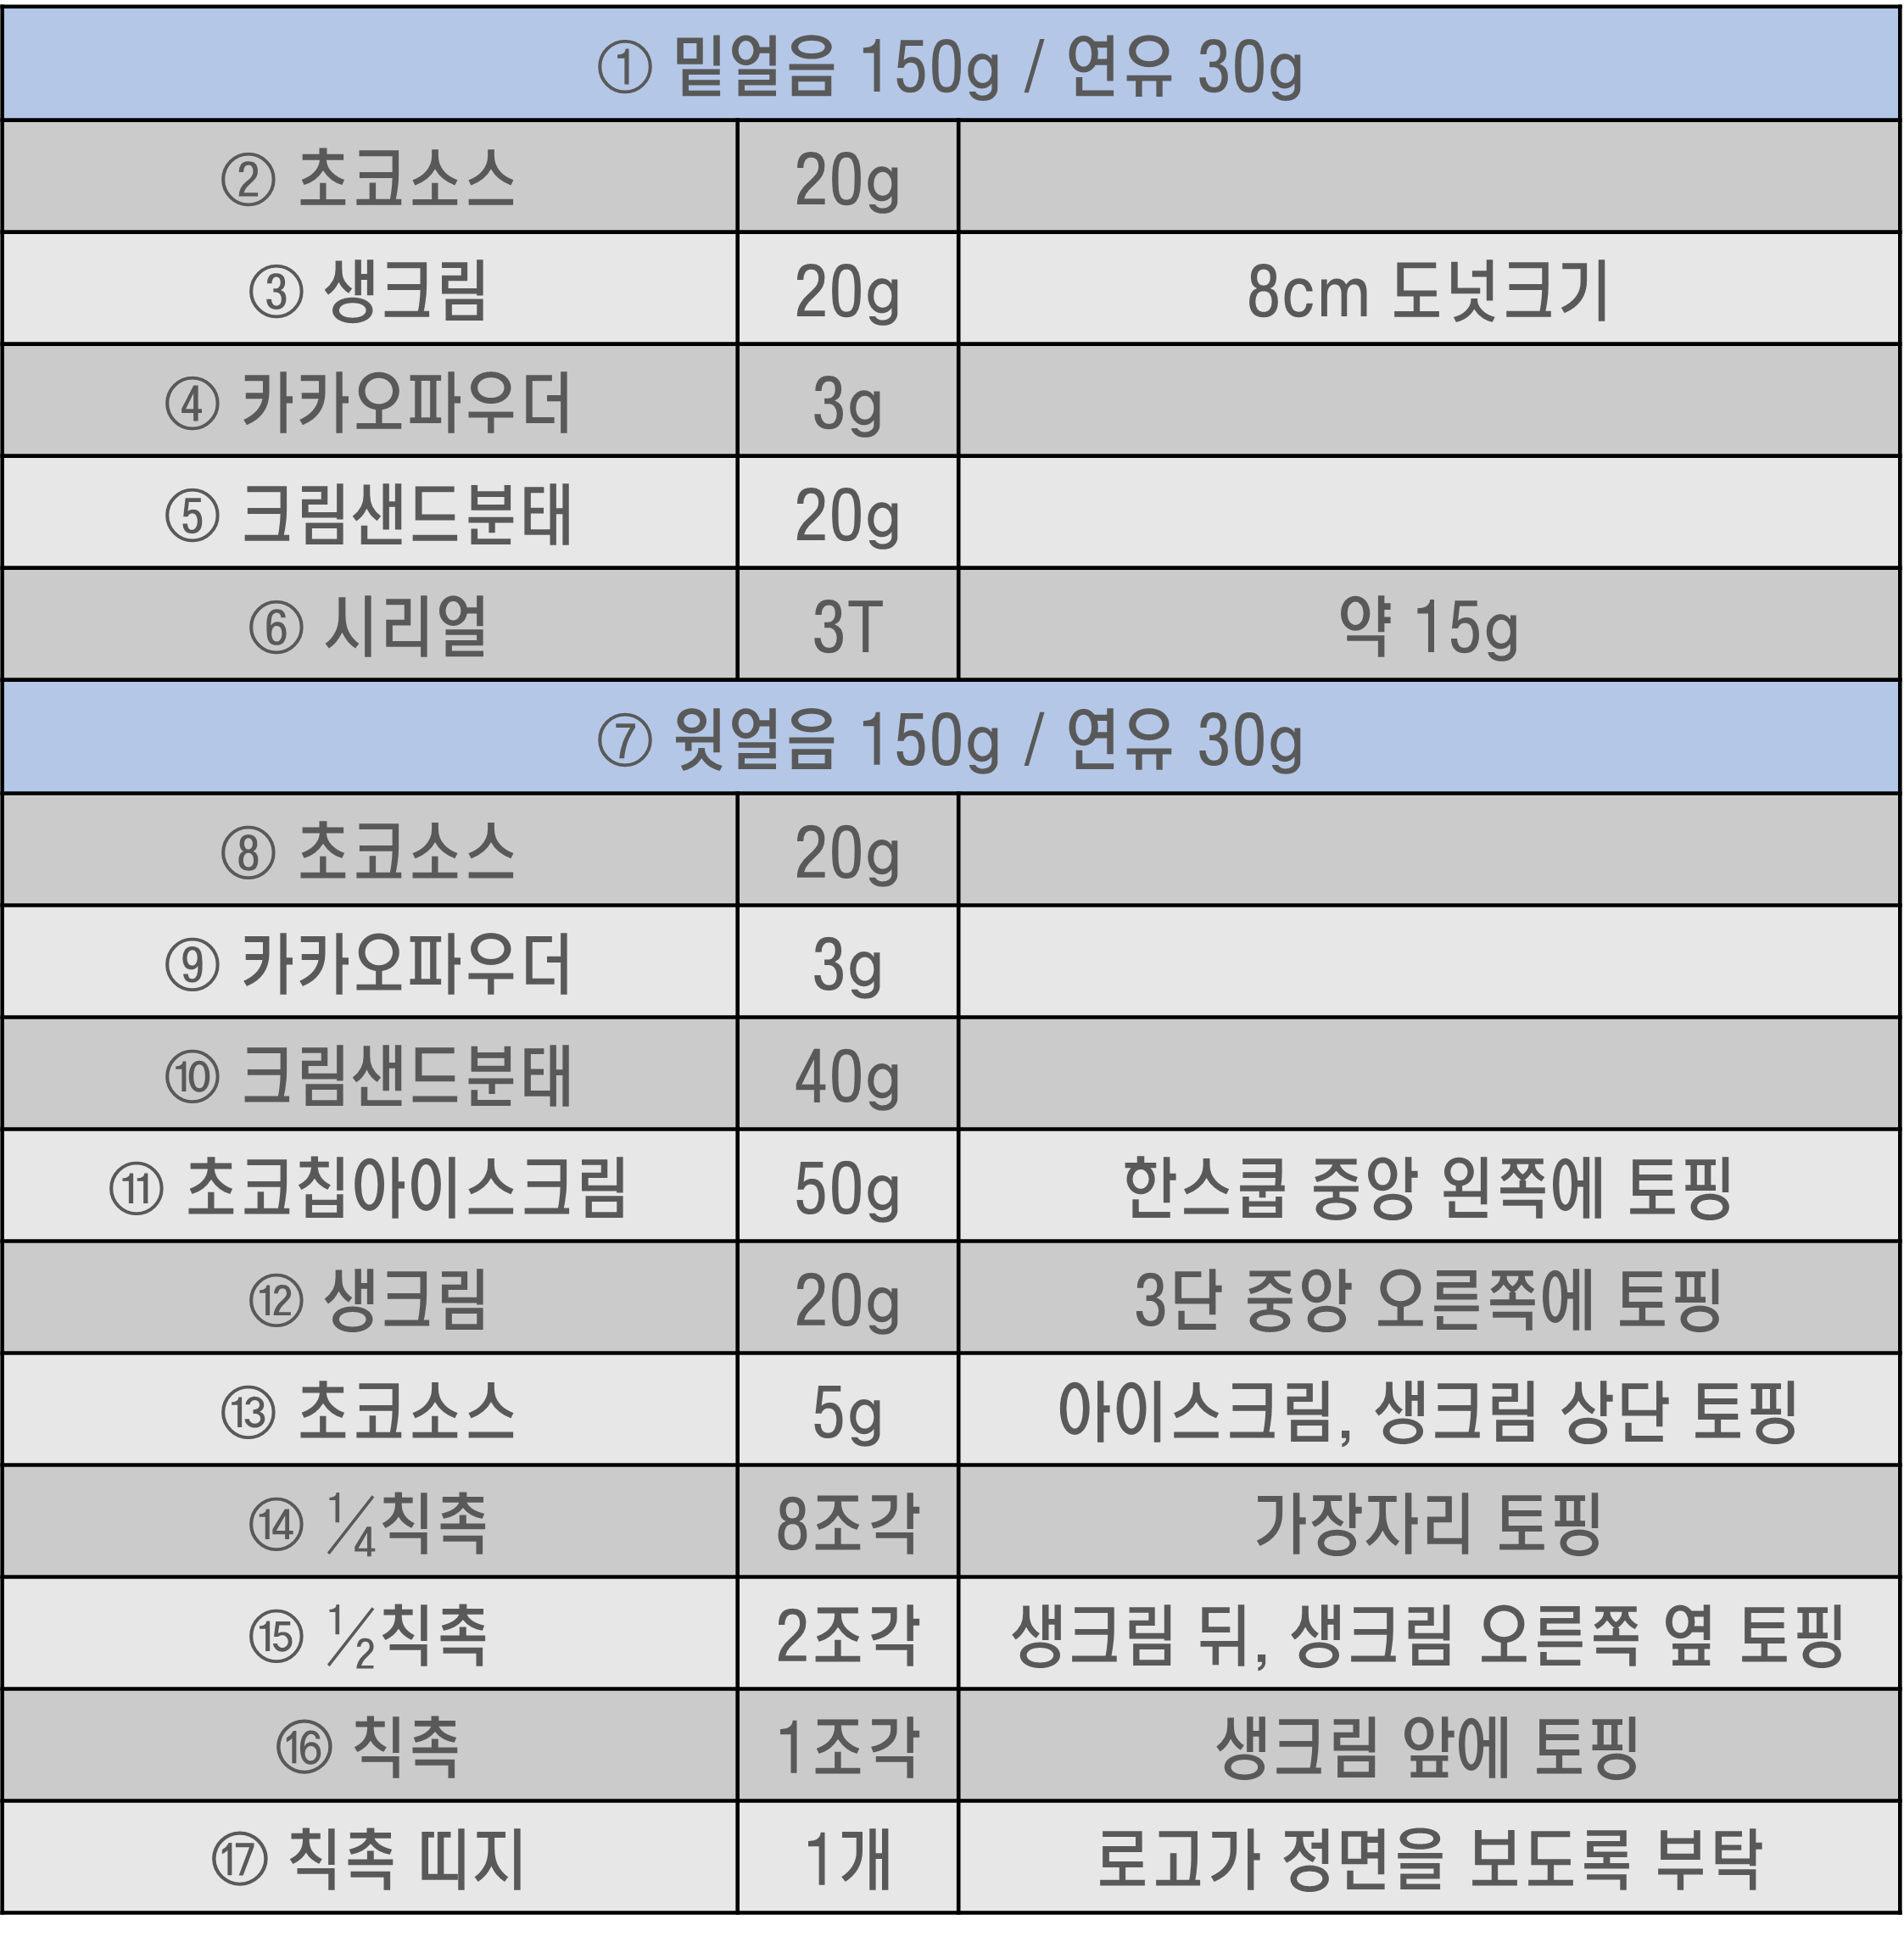 ① 밑얼음 150g / 연유 30g
② 초코소스 20g
③ 생크림 20g 8cm 도넛크기
④ 카카오파우더 3g
⑤ 크림샌드분태 20g
⑥ 시리얼 3T 약 15g
⑦ 윗얼음 150g / 연유 30g
⑧ 초코소스 20g
⑨ 카카오파우더 3g
⑩ 크림샌드분태 40g
⑪ 초코칩아이스크림 50g 한스쿱 중앙 왼쪽에 토핑
⑫ 생크림 20g 3단 중앙 오른쪽에 토핑
⑬ 초코소스 5g 아이스크림, 생크림 상단 토핑
⑭ ¼칙촉 8조각 가장자리 토핑
⑮ ½칙촉 2조각 생크림 뒤, 생크림 오른쪽 옆 토핑
⑯ 칙촉 1조각 생크림 앞에 토핑
⑰ 칙촉 띠지 1개 로고가 정면을 보도록 부탁